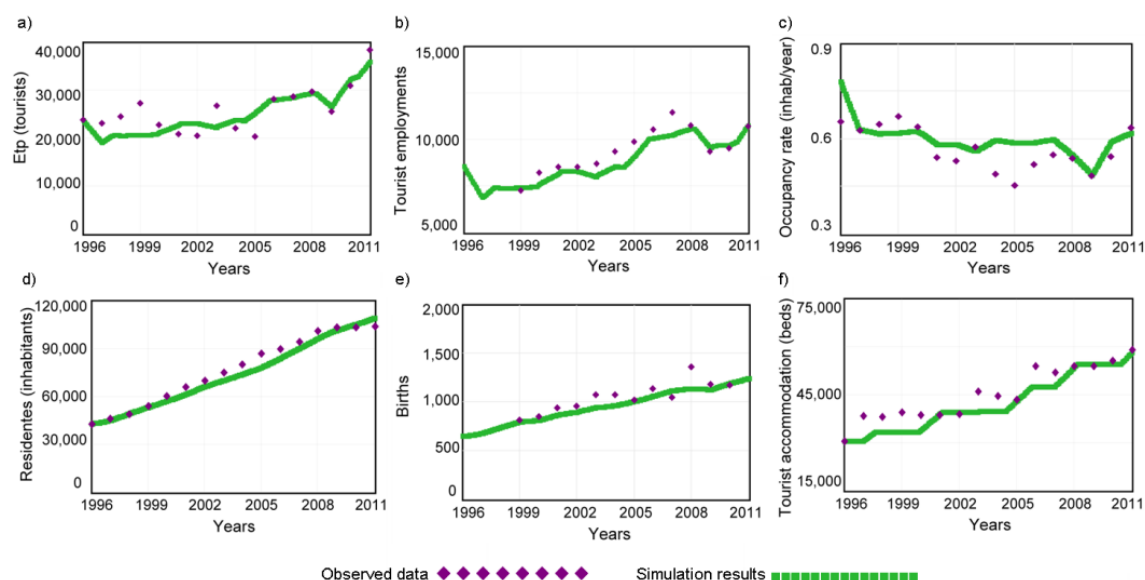 a)
Etp (tourists)
40,000
30,000
20,000
10,000
0
1996 1999 2002 2005 2008 2011
Years
b)
Tourist employments
15,000
10,000
5,000
1996 1999 2002 2005 2008 2011
Years
c)
Occupancy rate (inhab/year)
0.9
0.6
0.3
1996 1999 2002 2005 2008 2011
Years
d)
Residentes (inhabitants)
120,000
90,000
60,000
30,000
0
1996 1999 2002 2005 2008 2011
Years
e)
Births
2,000
1,500
1,000
500
0
1996 1999 2002 2005 2008 2011
Years
f)
Tourist accommodation (beds)
75,000
45,000
15,000
1996 1999 2002 2005 2008 2011
Years
Observed data
Simulation results